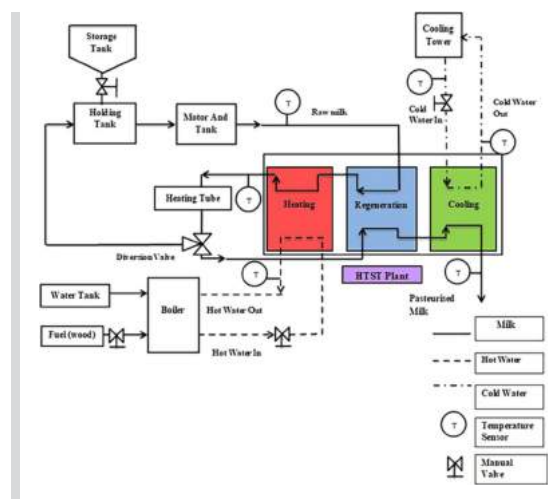 Storage
Tank
Cooling
Tower
T
Cold
Water In
Cold Water
Out
T
Holding
Tank
Motor And
Tank
T
Raw milk
Heating Tube
T
Heating
Regeneration
Cooling
Diversion Valve
HTST Plant
T
T
Pasteurised
Milk
Water Tank
Boiler
Hot Water Out
Fuel (wood)
Hot Water In
Milk
Hot Water
Cold Water
T
Temperature
Sensor
Manual
Valve